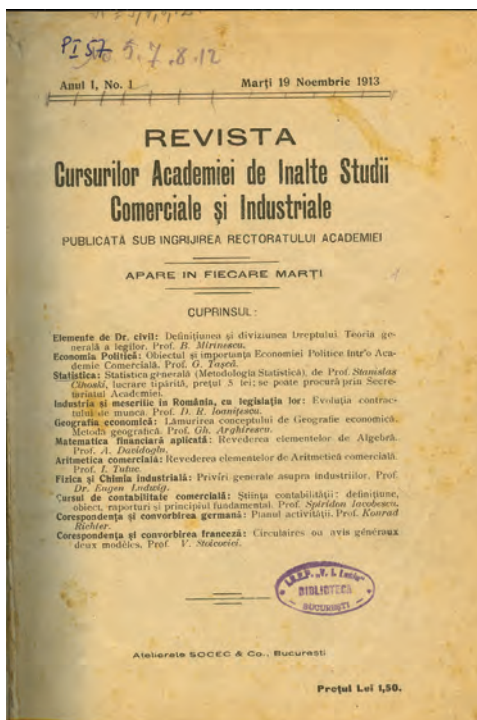 PI 57 5.7.8.12
Anul I, No. 1 Marți 19 Noembrie 1913
REVISTA
Cursurilor Academiei de Inalte Studii
Comerciale și Industriale
PUBLICATĂ SUB INGRIJIREA RECTORATULUI ACADEMIEI
APARE IN FIECARE MARȚI
CUPRINSUL:
Elemente de Dr. civil: Definițiunea și diviziunea Dreptului. Teoria ge-
nerală a legilor. Prof. B. Mirinescu.
Economia Politică: Obiectul și importanța Economiei Politice într'o Aca-
demie Comercială. Prof. G. Tașcă.
Statistica: Statistica generală (Metodologia Statistică), de Prof. Stanislas
Cihoski, lucrare tipărită, prețul 5 lei; se poate procură prin Secre-
tariatul Academiei.
Industria și meseriile în România, cu legislația lor: Evoluția contrac-
tului de muncă. Prof. D. R. Ioanițescu.
Geografia economică: Lămurirea conceptului de Geografie economică.
Metoda geografică. Prof. Gh. Arghirescu.
Matematica financiară aplicată: Revederea elementelor de Algebră.
Prof. A. Davidoglu.
Aritmetica comercială: Revederea elementelor de Aritmetică comercială.
Prof. I. Tutuc.
Fizica și Chimia industrială: Priviri generale asupra industriilor. Prof.
Dr. Eugen Ludwig.
Cursul de contabilitate comercială: Știința contabilității: definițiune,
obiect, raporturi și principiul fundamental. Prof. Spiridon Iacobescu.
Corespondența și convorbirea germană: Planul activității. Prof. Konrad
Richter.
Corespondența și convorbirea franceză: Circulaires ou avis généraux
deux modèles. Prof. V. Stoicovici.
"V. I. Lenin"
BIBLIOTECA
BUCUREȘTI
Atelierele SOCEC & Co., București
Prețul Lei 1,50.